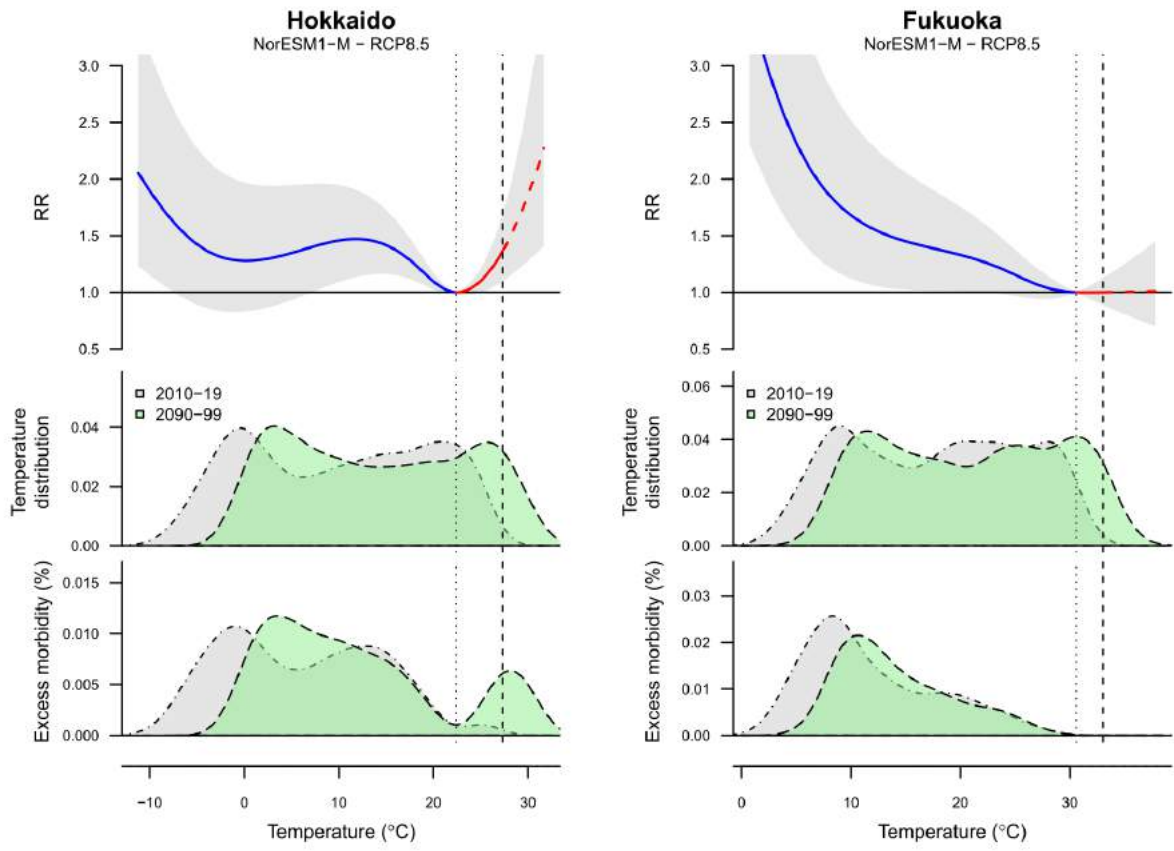 Hokkaido
NorESM1-M - RCP8.5
3.0
2.5
2.0
1.5
1.0
0.5
RR
2010-19
2090-99
0.04
0.02
0.00
Temperature
distribution
0.015
0.010
0.005
0.000
Excess morbidity (%)
-10
0
10
20
30
Temperature (°C)
Fukuoka
NorESM1-M - RCP8.5
3.0
2.5
2.0
1.5
1.0
0.5
RR
2010-19
2090-99
0.06
0.04
0.02
0.00
Temperature
distribution
0.03
0.02
0.01
0.00
Excess morbidity (%)
0
10
20
30
Temperature (°C)